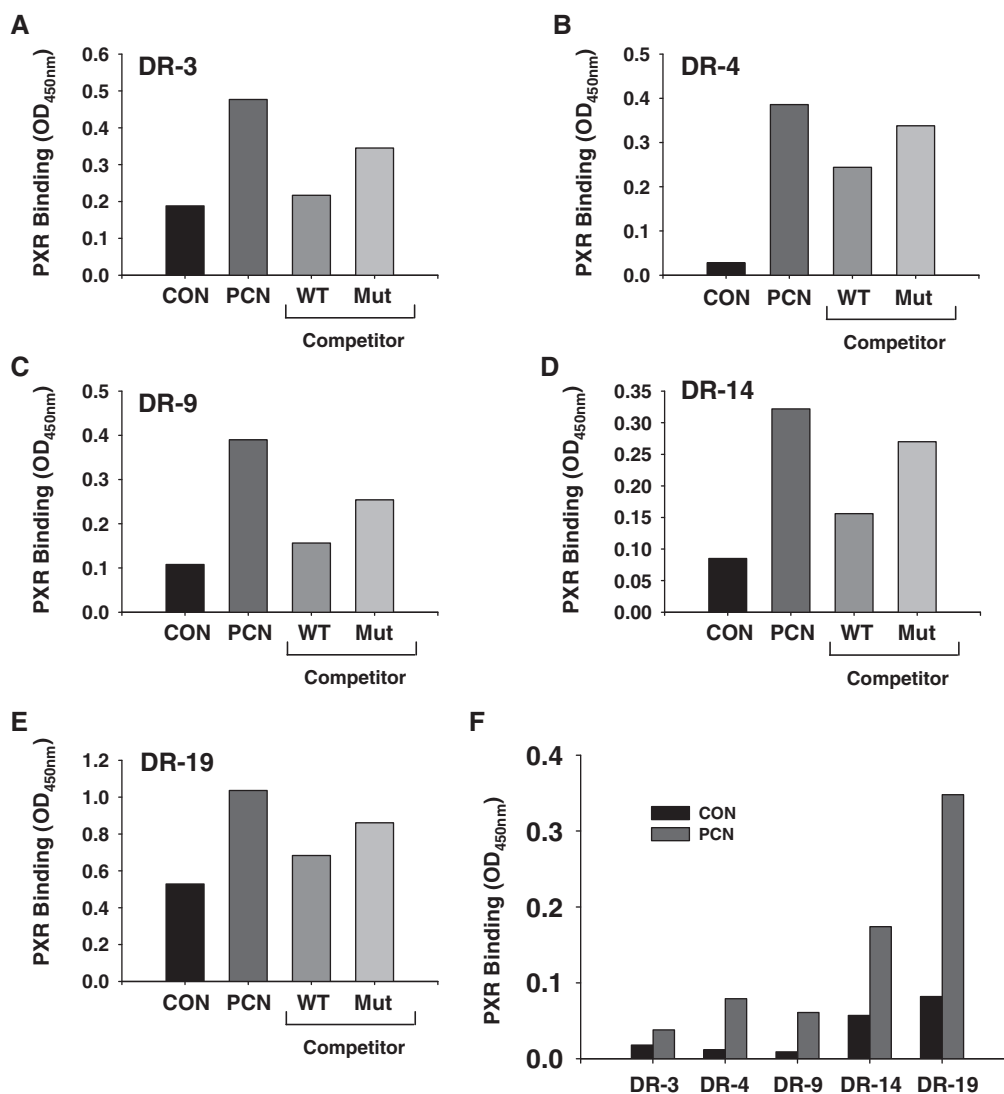 A
DR-3
PXR Binding (OD450nm)
0.6
0.5
0.4
0.3
0.2
0.1
0.0
CON PCN WT Mut
Competitor
B
DR-4
PXR Binding (OD450nm)
0.5
0.4
0.3
0.2
0.1
0.0
CON PCN WT Mut
Competitor
C
DR-9
PXR Binding (OD450nm)
0.5
0.4
0.3
0.2
0.1
0.0
CON PCN WT Mut
Competitor
D
DR-14
PXR Binding (OD450nm)
0.35
0.30
0.25
0.20
0.15
0.10
0.05
0.00
CON PCN WT Mut
Competitor
E
DR-19
PXR Binding (OD450nm)
1.2
1.0
0.8
0.6
0.4
0.2
0.0
CON PCN WT Mut
Competitor
F
PXR Binding (OD450nm)
0.4
0.3
0.2
0.1
0.0
CON
PCN
DR-3 DR-4 DR-9 DR-14 DR-19